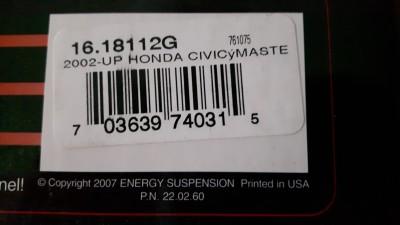 16.18112G 761075
2002-UP HONDA CIVICýMASTE
7 03639 74031 5
nel! © Copyright 2007 ENERGY SUSPENSION Printed in USA
P.N. 22.02.60